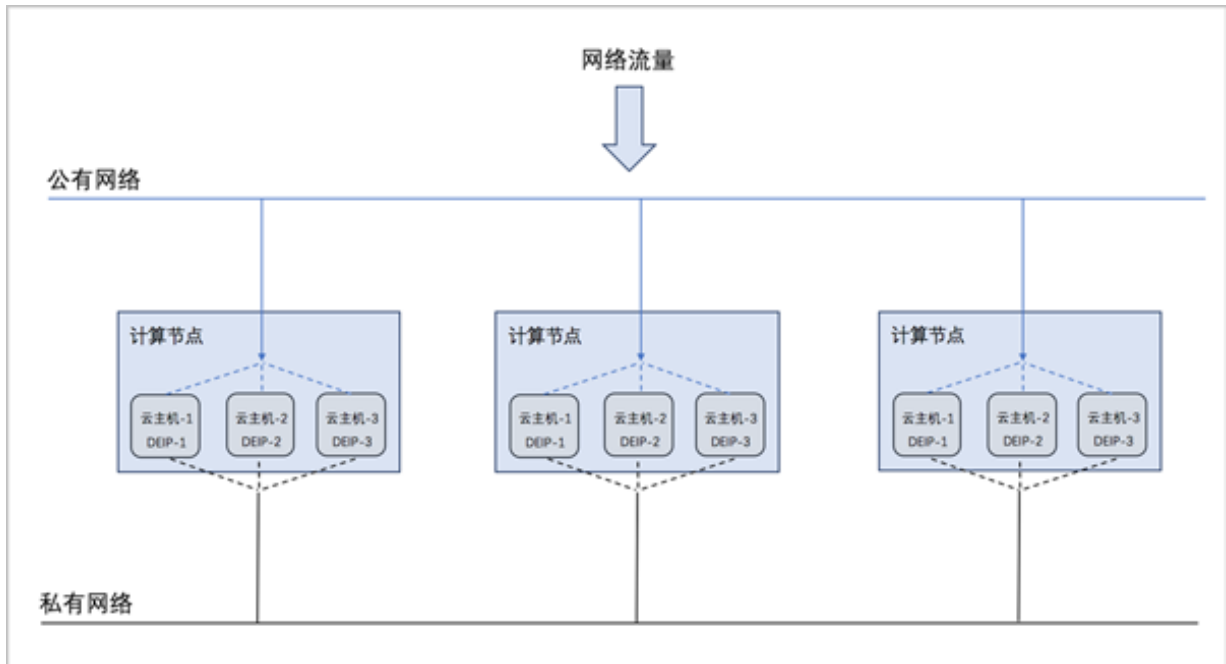 网络流量
公有网络
计算节点
计算节点
计算节点
云主机-1
DEIP-1
云主机-2
DEIP-2
云主机-3
DEIP-3
云主机-1
DEIP-1
云主机-2
DEIP-2
云主机-3
DEIP-3
云主机-1
DEIP-1
云主机-2
DEIP-2
云主机-3
DEIP-3
私有网络